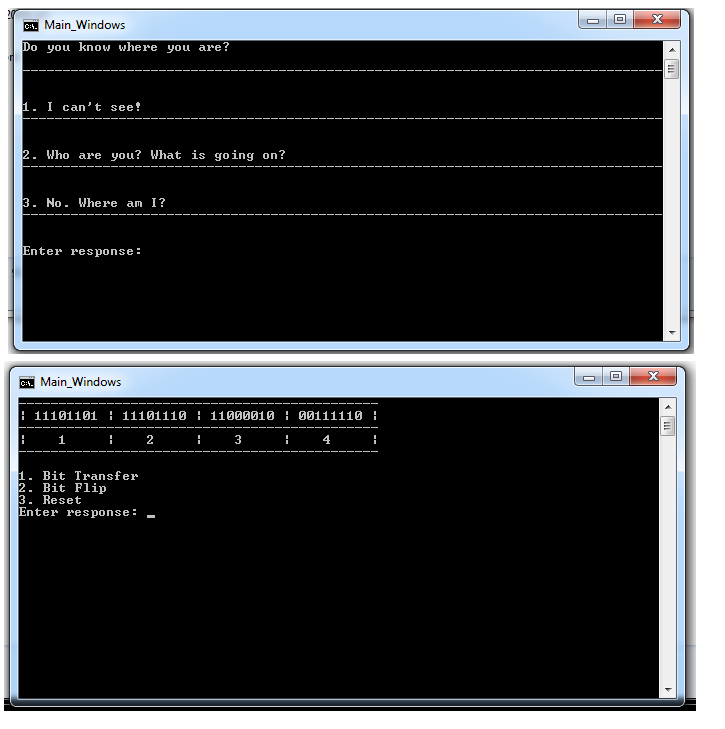 Main_Windows
Do you know where you are?
1. I can't see!
2. Who are you? What is going on?
3. No. Where am I?
Enter response:
Main_Windows
¦ 11101101 ¦ 11101110 ¦ 11000010 ¦ 00111110 ¦
¦ 1 ¦ 2 ¦ 3 ¦ 4 ¦
1. Bit Transfer
2. Bit Flip
3. Reset
Enter response: _